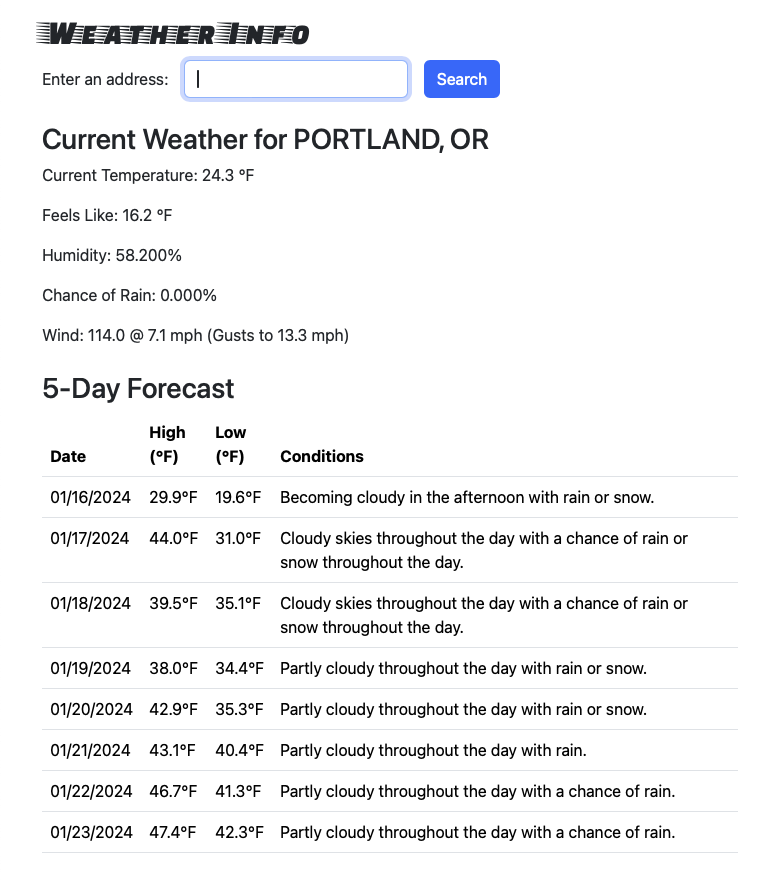 Weather Info
Enter an address:
Search
Current Weather for PORTLAND, OR
Current Temperature: 24.3 °F
Feels Like: 16.2 °F
Humidity: 58.200%
Chance of Rain: 0.000%
Wind: 114.0 @ 7.1 mph (Gusts to 13.3 mph)
5-Day Forecast
Date High (°F) Low (°F) Conditions
01/16/2024 29.9°F 19.6°F Becoming cloudy in the afternoon with rain or snow.
01/17/2024 44.0°F 31.0°F Cloudy skies throughout the day with a chance of rain or
snow throughout the day.
01/18/2024 39.5°F 35.1°F Cloudy skies throughout the day with a chance of rain or
snow throughout the day.
01/19/2024 38.0°F 34.4°F Partly cloudy throughout the day with rain or snow.
01/20/2024 42.9°F 35.3°F Partly cloudy throughout the day with rain or snow.
01/21/2024 43.1°F 40.4°F Partly cloudy throughout the day with rain.
01/22/2024 46.7°F 41.3°F Partly cloudy throughout the day with a chance of rain.
01/23/2024 47.4°F 42.3°F Partly cloudy throughout the day with a chance of rain.